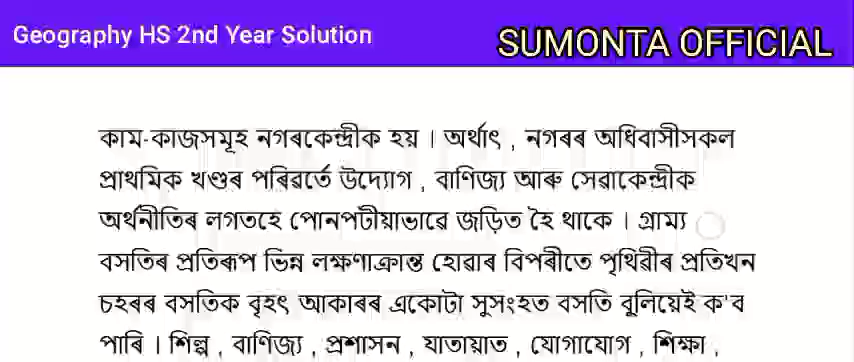 Geography HS 2nd Year Solution
SUMONTA OFFICIAL
কাম-কাজসমূহ নগৰকেন্দ্ৰীক হয় । অৰ্থাৎ , নগৰৰ অধিবাসীসকল
প্ৰাথমিক খণ্ডৰ পৰিৱৰ্তে উদ্যোগ , বাণিজ্য আৰু সেৱাকেন্দ্ৰীক
অৰ্থনীতিৰ লগতহে পোনপটীয়াভাৱে জড়িত হৈ থাকে । গ্ৰাম্য
বসতিৰ প্ৰতিৰূপ ভিন্ন লক্ষণাক্ৰান্ত হোৱাৰ বিপৰীতে পৃথিৱীৰ প্ৰতিখন
চহৰৰ বসতিক বৃহৎ আকাৰৰ একোটা সুসংহত বসতি বুলিয়েই ক'ব
পাৰি । শিল্প , বাণিজ্য , প্ৰশাসন , যাতায়াত , যোগাযোগ , শিক্ষা ,